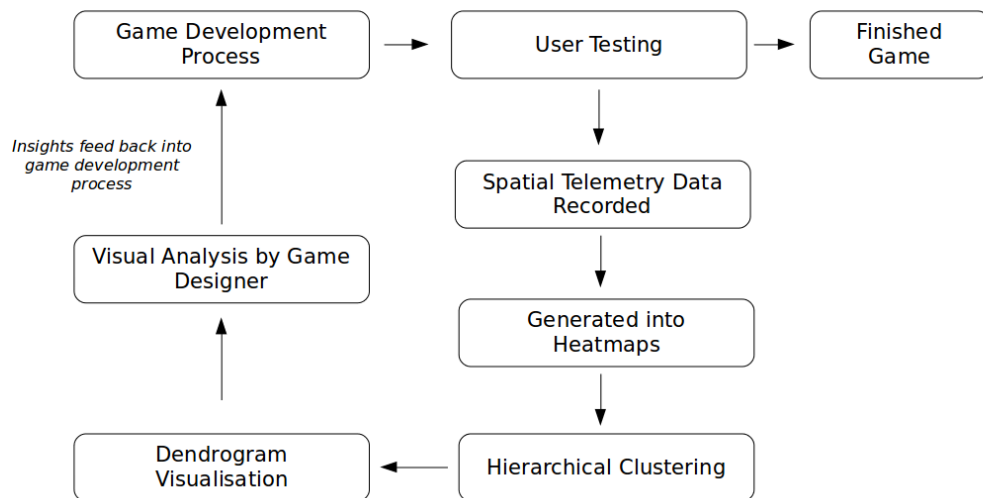 Game Development
Process
User Testing
Finished
Game
Insights feed back into
game development
process
Spatial Telemetry Data
Recorded
Visual Analysis by Game
Designer
Generated into
Heatmaps
Dendrogram
Visualisation
Hierarchical Clustering